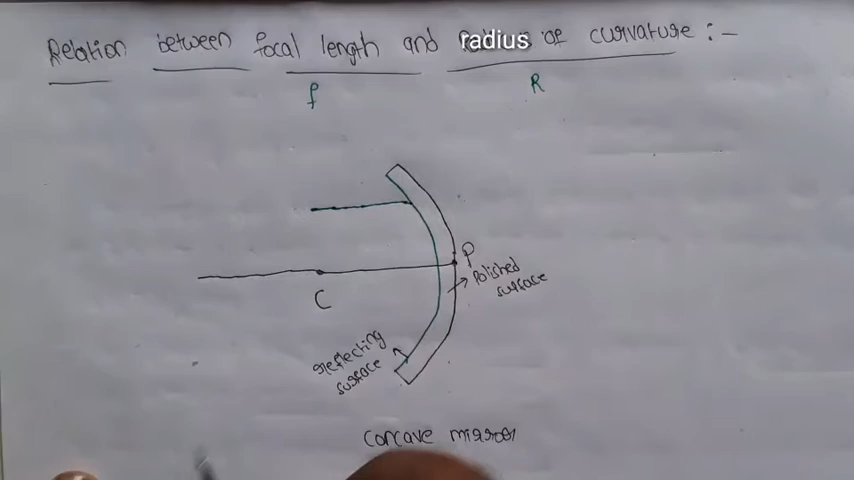 Relation between focal length and radius of curvature :-
f
R
P
Polished
surface
C
reflecting
surface
concave mirror